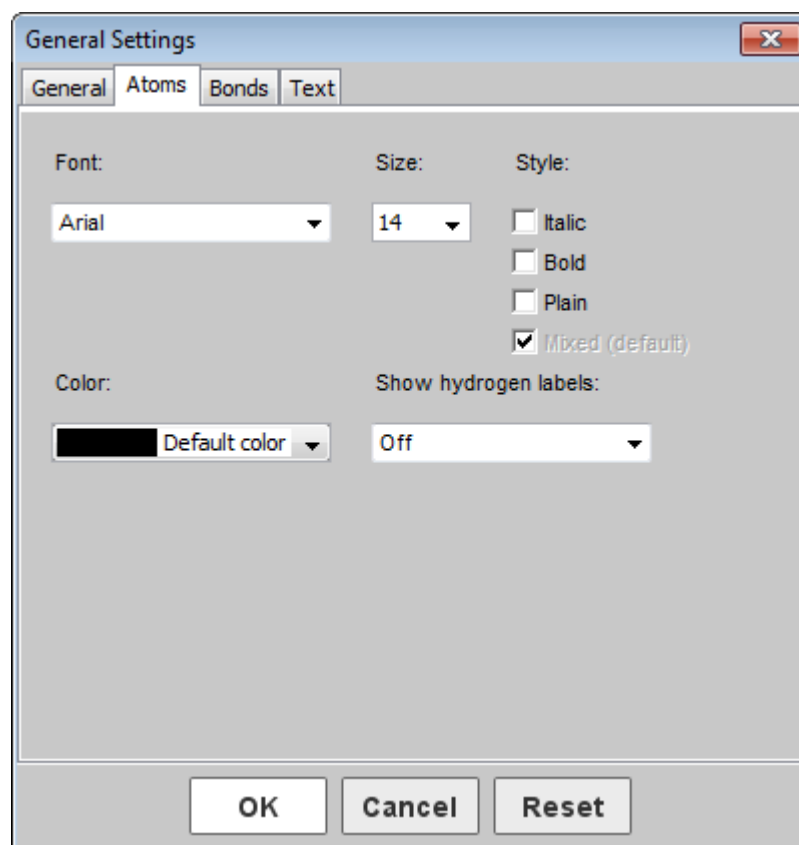 General Settings
General Atoms Bonds Text
Font: Size: Style:
Arial 14 Italic
Bold
Plain
Mixed (default)
Color: Show hydrogen labels:
Default color Off
OK Cancel Reset